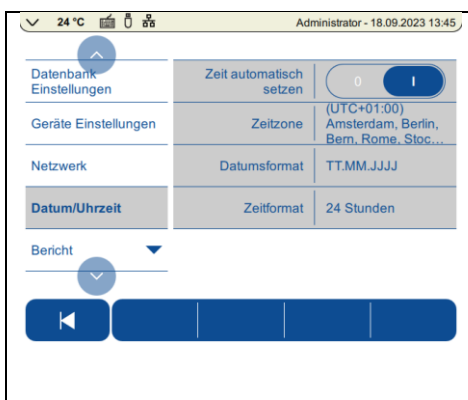 24 °C
Administrator - 18.09.2023 13:45
Datenbank
Einstellungen
Zeit automatisch
setzen
0
I
Geräte Einstellungen
Zeitzone
(UTC+01:00)
Amsterdam, Berlin,
Bern, Rome, Stoc...
Netzwerk
Datumsformat
TT.MM.JJJJ
Datum/Uhrzeit
Zeitformat
24 Stunden
Bericht